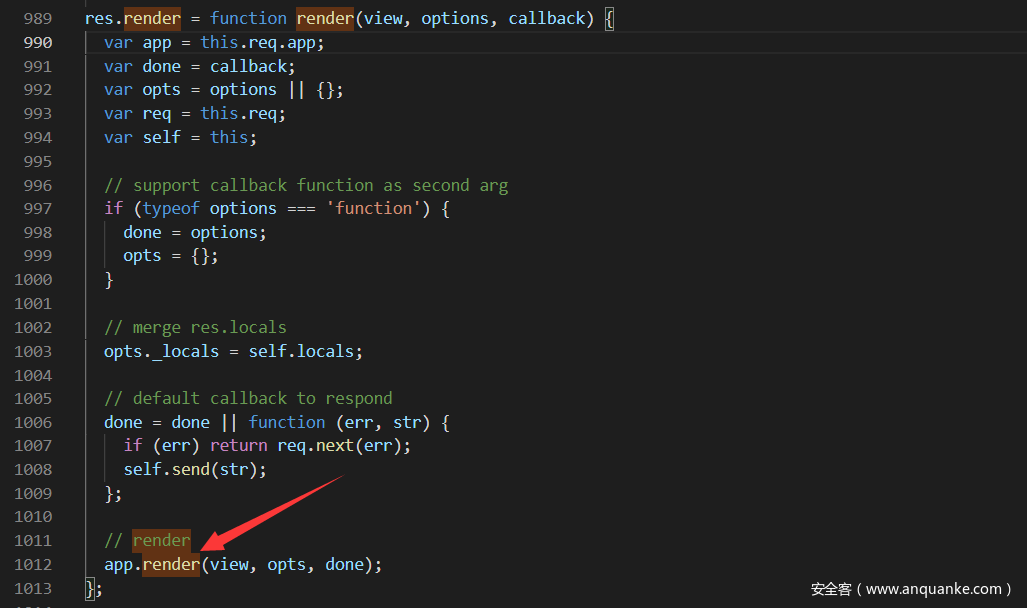 989 res.render = function render(view, options, callback) {
990 var app = this.req.app;
991 var done = callback;
992 var opts = options || {};
993 var req = this.req;
994 var self = this;
995
996 // support callback function as second arg
997 if (typeof options === 'function') {
998 done = options;
999 opts = {};
1000 }
1001
1002 // merge res.locals
1003 opts._locals = self.locals;
1004
1005 // default callback to respond
1006 done = done || function (err, str) {
1007 if (err) return req.next(err);
1008 self.send(str);
1009 };
1010
1011 // render
1012 app.render(view, opts, done);
1013 };
安全客（www.anquanke.com）